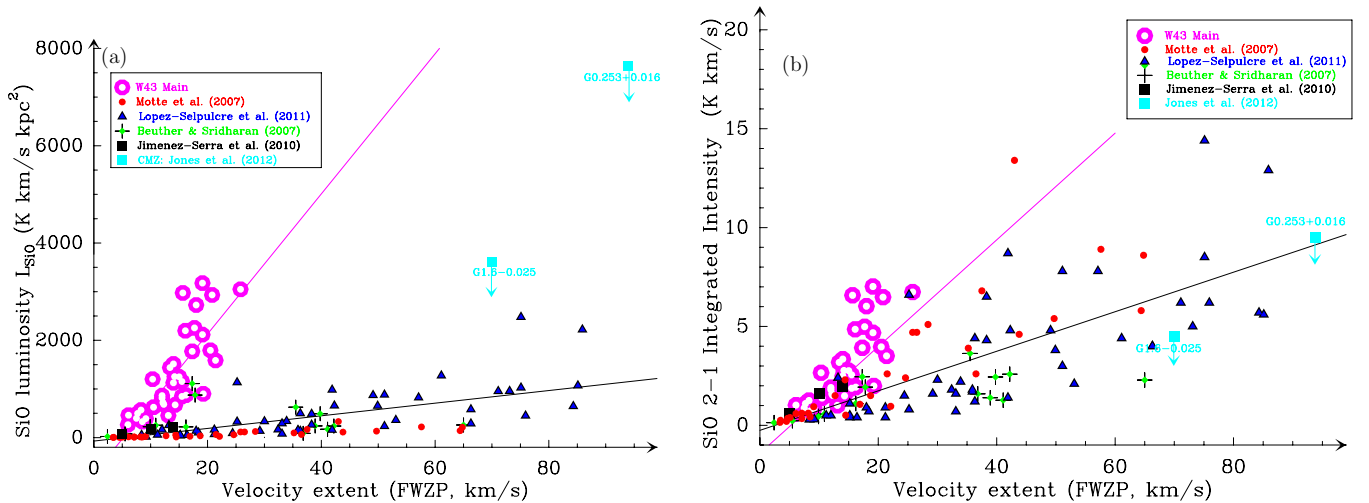 (a)
8000
6000
4000
2000
0
SiO luminosity L_SiO (K km/s kpc²)
W43 Main
Motte et al. (2007)
Lopez-Selpulcre et al. (2011)
Beuther & Sridharan (2007)
Jimenez-Serra et al. (2010)
CMZ: Jones et al. (2012)
G0.253+0.016
G1.6-0.025
0 20 40 60 80
Velocity extent (FWZP, km/s)
(b)
20
15
10
5
0
SiO 2-1 Integrated Intensity (K km/s)
W43 Main
Motte et al. (2007)
Lopez-Selpulcre et al. (2011)
Beuther & Sridharan (2007)
Jimenez-Serra et al. (2010)
Jones et al. (2012)
G0.253+0.016
G1.6-0.025
0 20 40 60 80
Velocity extent (FWZP, km/s)